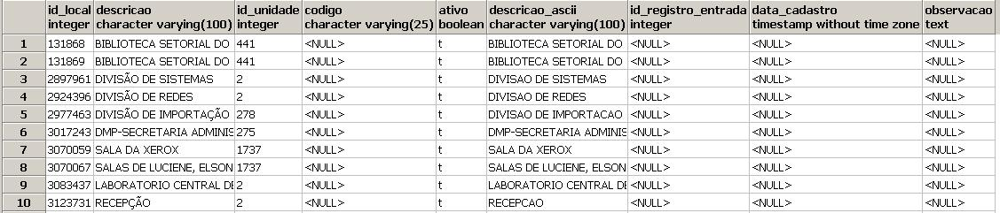 id_local descricao id_unidade codigo ativo descricao_ascii id_registro_entrada data_cadastro observacao
integer character varying(100) integer character varying(25) boolean character varying(100) integer timestamp without time zone text
1 131868 BIBLIOTECA SETORIAL DO 441 <NULL> t BIBLIOTECA SETORIAL DO <NULL> <NULL> <NULL>
2 131869 BIBLIOTECA SETORIAL DO 441 <NULL> t BIBLIOTECA SETORIAL DO <NULL> <NULL> <NULL>
3 2897961 DIVISÃO DE SISTEMAS 2 <NULL> t DIVISAO DE SISTEMAS <NULL> <NULL> <NULL>
4 2924396 DIVISÃO DE REDES 2 <NULL> t DIVISAO DE REDES <NULL> <NULL> <NULL>
5 2977463 DIVISÃO DE IMPORTAÇÃO 278 <NULL> t DIVISAO DE IMPORTACAO <NULL> <NULL> <NULL>
6 3017243 DMP-SECRETARIA ADMINIS 275 <NULL> t DMP-SECRETARIA ADMINIS <NULL> <NULL> <NULL>
7 3070059 SALA DA XEROX 1737 <NULL> t SALA DA XEROX <NULL> <NULL> <NULL>
8 3070067 SALAS DE LUCIENE, ELSON 1737 <NULL> t SALAS DE LUCIENE, ELSON <NULL> <NULL> <NULL>
9 3083437 LABORATORIO CENTRAL DE 2 <NULL> t LABORATORIO CENTRAL DE <NULL> <NULL> <NULL>
10 3123731 RECEPÇÃO 2 <NULL> t RECEPCAO <NULL> <NULL> <NULL>